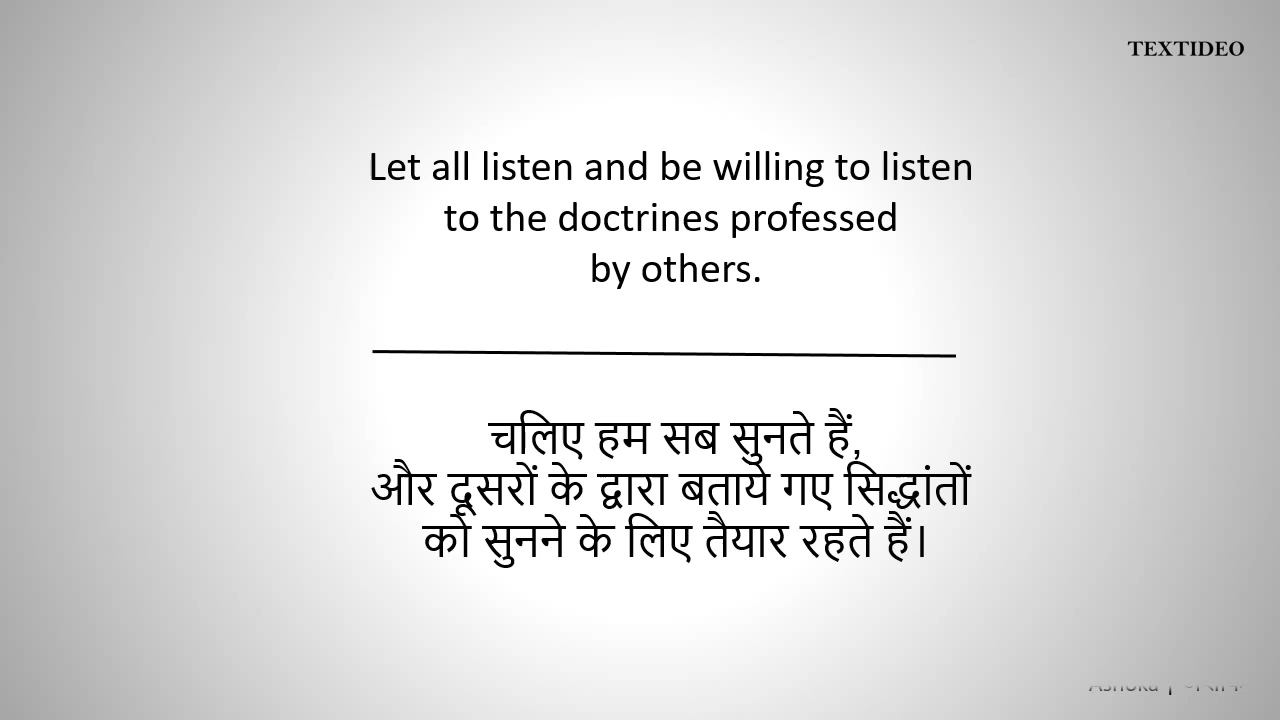 TEXTIDEO
Let all listen and be willing to listen
to the doctrines professed
by others.
चलिए हम सब सुनते हैं,
और दूसरों के द्वारा बताये गए सिद्धांतों
को सुनने के लिए तैयार रहते हैं।
Ashoka |